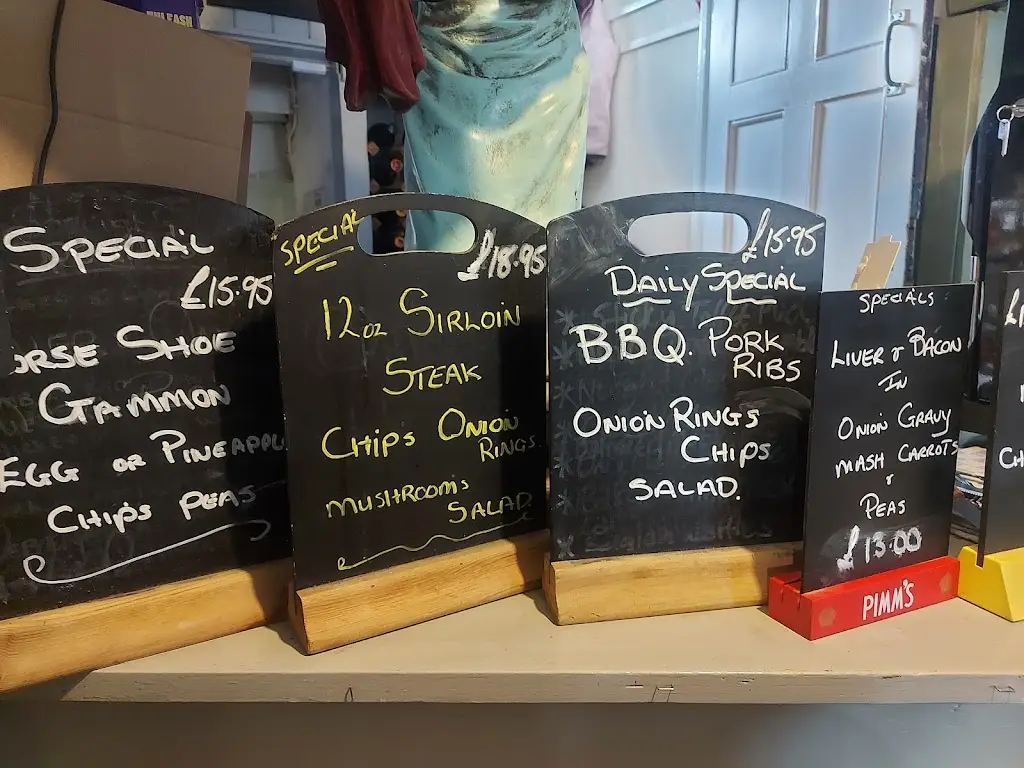 UNLEASH
SPECIAL
£15.95
ORSE SHOE
GAMMON
EGG OR PINEAPPL
CHIPS PEAS
SPECIAL
£18.95
12oz SIRLOIN
STEAK
CHIPS ONION
RINGS
MUSHROOMS
SALAD
£15.95
DAILY SPECIAL
BBQ. PORK
RIBS
ONION RINGS
CHIPS
SALAD.
SPECIALS
LIVER & BACON
IN
ONION GRAVY
MASH CARROTS
&
PEAS
£13.00
PIMM'S
CH